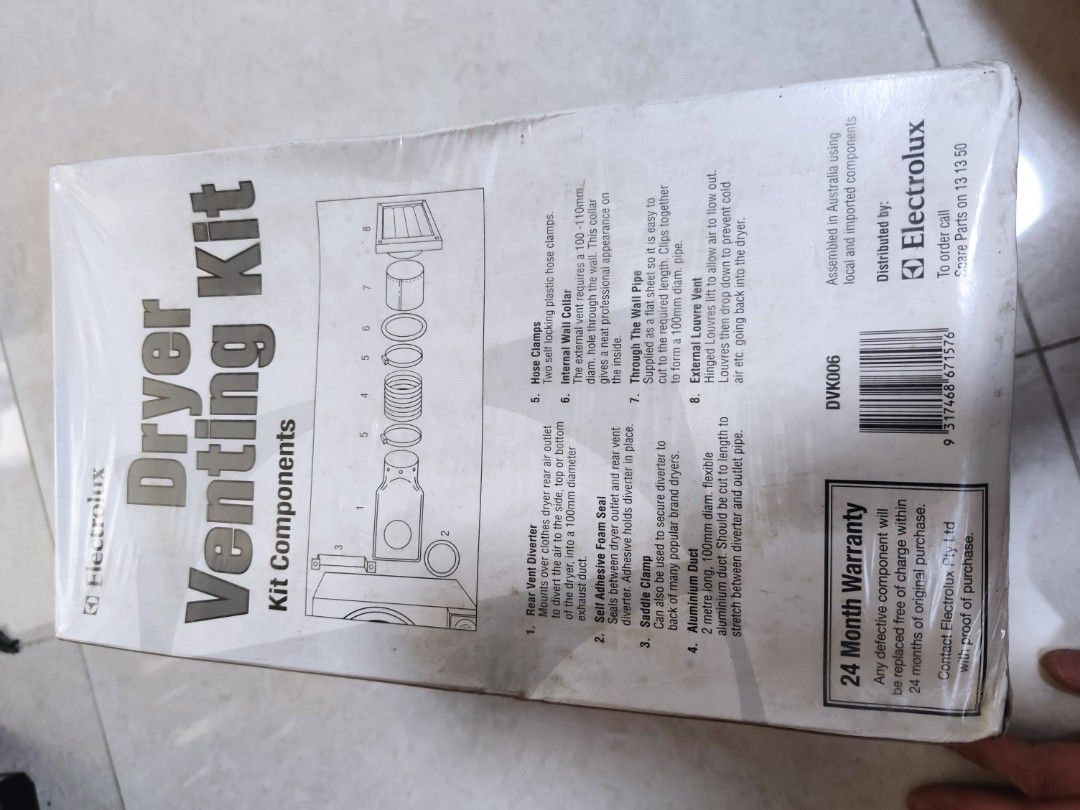 Electrolux
Dryer
Venting Kit
Kit Components
1
2
3
4
5
5
6
7
8
1. Rear Vent Diverter
Mounts over clothes dryer rear air outlet
to divert the air to the side, top or bottom
of the dryer, into a 100mm diameter
exhaust duct.
2. Self Adhesive Foam Seal
Seals between dryer outlet and rear vent
diverter. Adhesive holds diverter in place.
3. Saddle Clamp
Can also be used to secure diverter to
back of many popular brand dryers.
4. Aluminium Duct
2 metre long, 100mm diam. flexible
aluminium duct. Should be cut to length to
stretch between diverter and outlet pipe.
5. Hose Clamps
Two self locking plastic hose clamps.
6. Internal Wall Collar
The external vent requires a 100 -110mm
diam. hole through the wall. This collar
gives a neat professional appearance on
the inside.
7. Through The Wall Pipe
Supplied as a flat sheet so it is easy to
cut to the required length. Clips together
to form a 100mm diam. pipe.
8. External Louvre Vent
Hinged Louvres lift to allow air to flow out.
Louvres then drop down to prevent cold
air etc. going back into the dryer.
24 Month Warranty
Any defective component will
be replaced free of charge within
24 months of original purchase.
Contact Electrolux Pty Ltd
with proof of purchase.
DVK006
9 317468 671576
Assembled in Australia using
local and imported components
Distributed by:
Electrolux
To order call
Spare Parts on 13 13 50